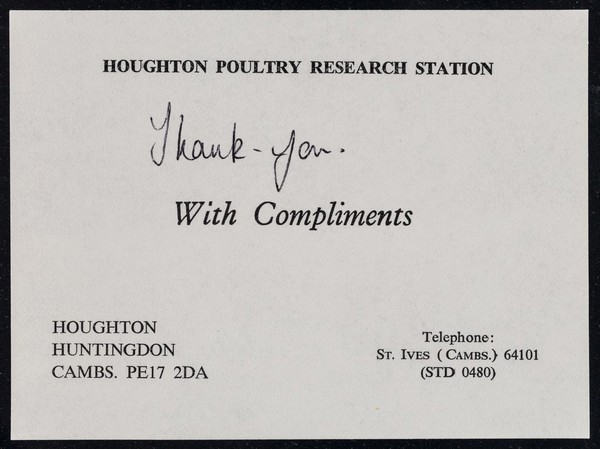 HOUGHTON POULTRY RESEARCH STATION
Thank-you.
With Compliments
HOUGHTON
HUNTINGDON
CAMBS. PE17 2DA
Telephone:
ST. IVES (CAMBS.) 64101
(STD 0480)